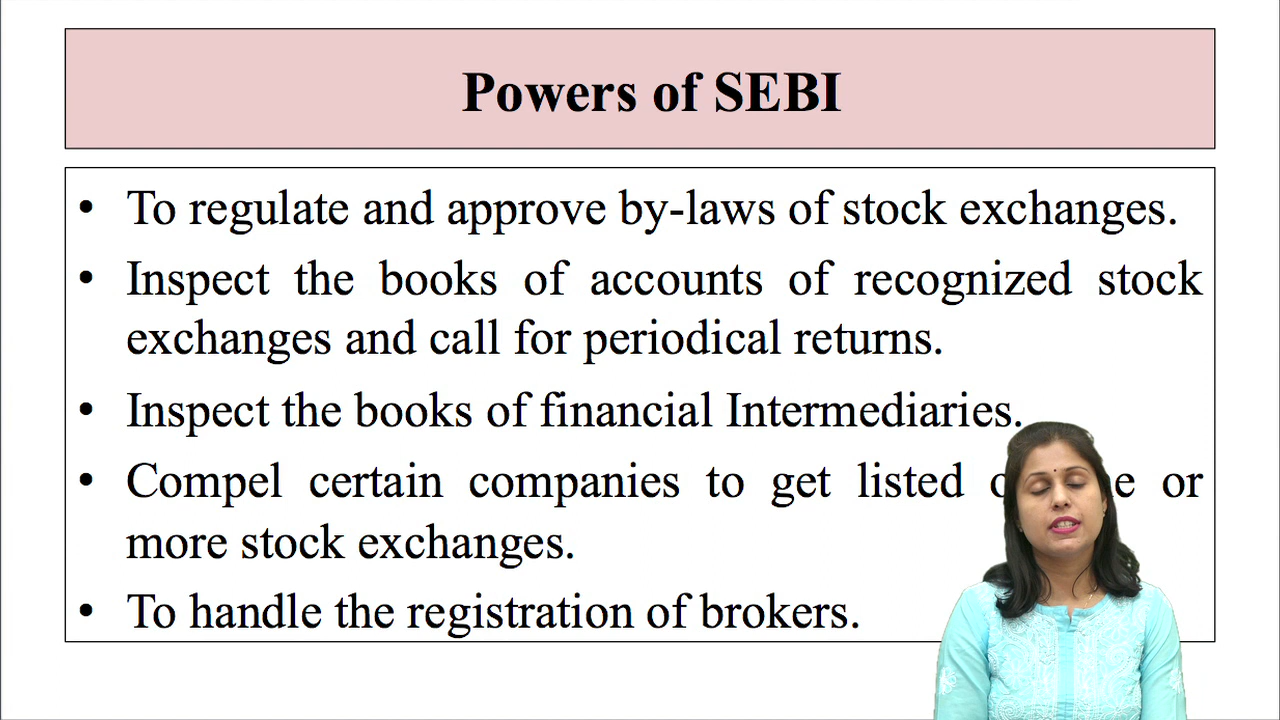 Powers of SEBI
• To regulate and approve by-laws of stock exchanges.
• Inspect the books of accounts of recognized stock
exchanges and call for periodical returns.
• Inspect the books of financial Intermediaries.
• Compel certain companies to get listed or
more stock exchanges.
• To handle the registration of brokers.